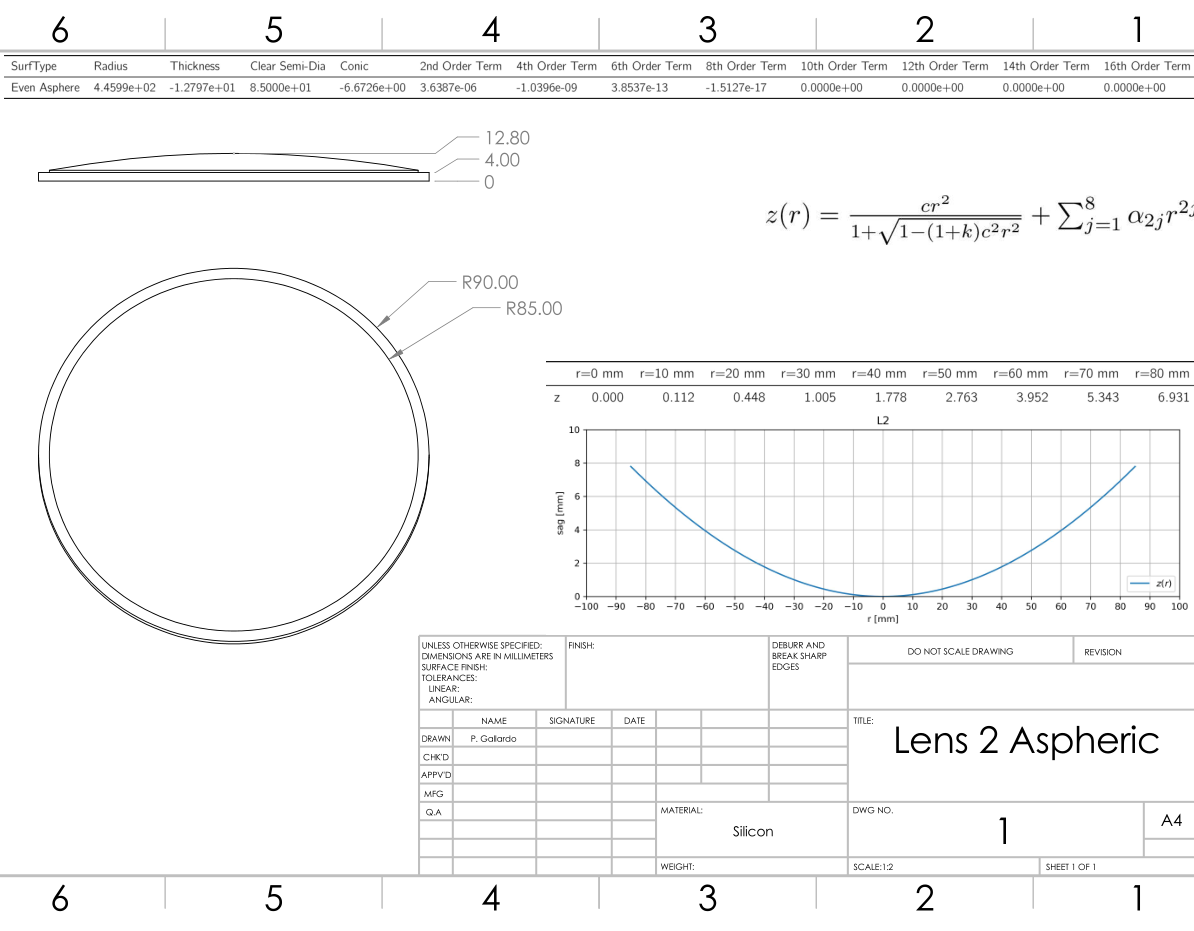 6 5 4 3 2 1
SurfType Radius Thickness Clear Semi-Dia Conic 2nd Order Term 4th Order Term 6th Order Term 8th Order Term 10th Order Term 12th Order Term 14th Order Term 16th Order Term
Even Asphere 4.4599e+02 -1.2797e+01 8.5000e+01 -6.6726e+00 3.6387e-06 -1.0396e-09 3.8537e-13 -1.5127e-17 0.0000e+00 0.0000e+00 0.0000e+00 0.0000e+00
12.80
4.00
0
z(r) = cr² / (1+√(1−(1+k)c²r²)) + ∑_{j=1}^{8} α_{2j}r^{2j}
R90.00
R85.00
r=0 mm r=10 mm r=20 mm r=30 mm r=40 mm r=50 mm r=60 mm r=70 mm r=80 mm
z 0.000 0.112 0.448 1.005 1.778 2.763 3.952 5.343 6.931
L2
10
8
6
4
2
0
sag [mm]
z(r)
−100 −90 −80 −70 −60 −50 −40 −30 −20 −10 0 10 20 30 40 50 60 70 80 90 100
r [mm]
UNLESS OTHERWISE SPECIFIED:
DIMENSIONS ARE IN MILLIMETERS
SURFACE FINISH:
TOLERANCES:
LINEAR:
ANGULAR:
FINISH:
DEBURR AND
BREAK SHARP
EDGES
DO NOT SCALE DRAWING
REVISION
NAME SIGNATURE DATE
DRAWN P. Gallardo
CHK'D
APPV'D
MFG
Q.A
TITLE:
Lens 2 Aspheric
MATERIAL:
Silicon
DWG NO.
1
A4
WEIGHT:
SCALE:1:2
SHEET 1 OF 1
6 5 4 3 2 1